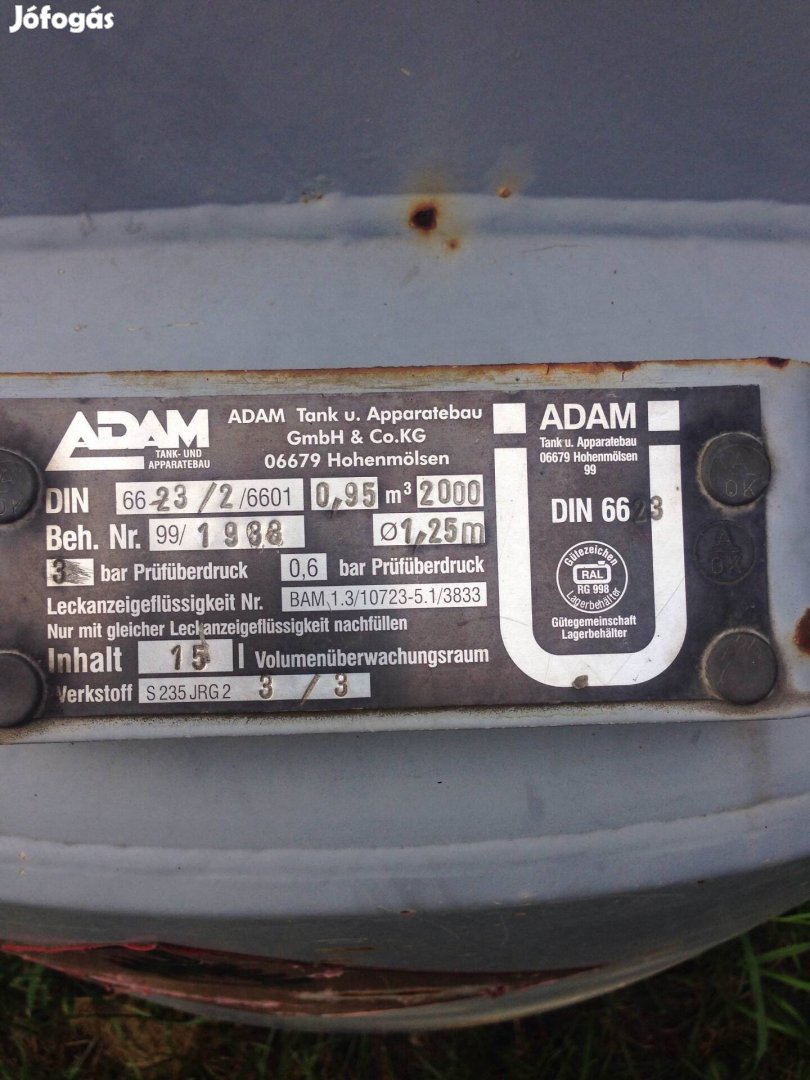 Jófogás
ADAM
TANK- UND
APPARATEBAU
ADAM Tank u. Apparatebau
GmbH & Co.KG
06679 Hohenmölsen
DIN 66 23/2/6601 0,95 m³ 2000
Beh. Nr. 99/1988 ø1,25m
3 bar Prüfüberdruck 0,6 bar Prüfüberdruck
Leckanzeigeflüssigkeit Nr. BAM, 1.3/10723-5.1/3833
Nur mit gleicher Leckanzeigeflüssigkeit nachfüllen
Inhalt 15 l Volumenüberwachungsraum
Werkstoff S 235 JRG 2 3 / 3
ADAM
Tank u. Apparatebau
06679 Hohenmölsen
99
DIN 6623
Gütezeichen
RAL
RG 998
Lagerbehälter
Gütegemeinschaft
Lagerbehälter
A
OK
A
OK
A
OK